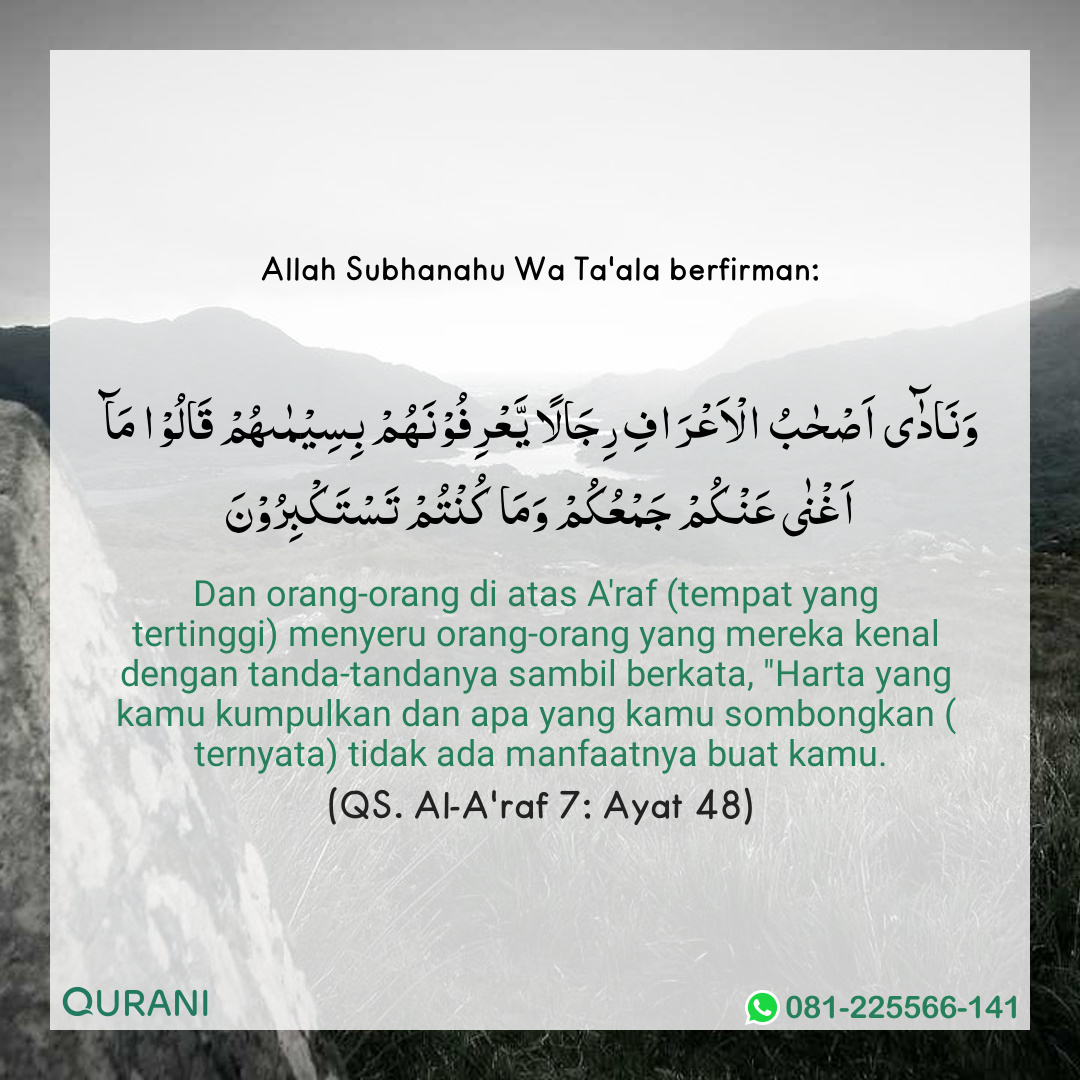 Allah Subhanahu Wa Ta'ala berfirman:
وَنَادٰٓى اَصْحٰبُ الْاَعْرَافِ رِجَالًا يَّعْرِفُوْنَهُمْ بِسِيْمٰىهُمْ قَالُوْا مَاۤ
اَغْنٰى عَنْكُمْ جَمْعُكُمْ وَمَا كُنْتُمْ تَسْتَكْبِرُوْنَ
Dan orang-orang di atas A'raf (tempat yang
tertinggi) menyeru orang-orang yang mereka kenal
dengan tanda-tandanya sambil berkata, "Harta yang
kamu kumpulkan dan apa yang kamu sombongkan (
ternyata) tidak ada manfaatnya buat kamu.
(QS. Al-A'raf 7: Ayat 48)
QURANI
081-225566-141